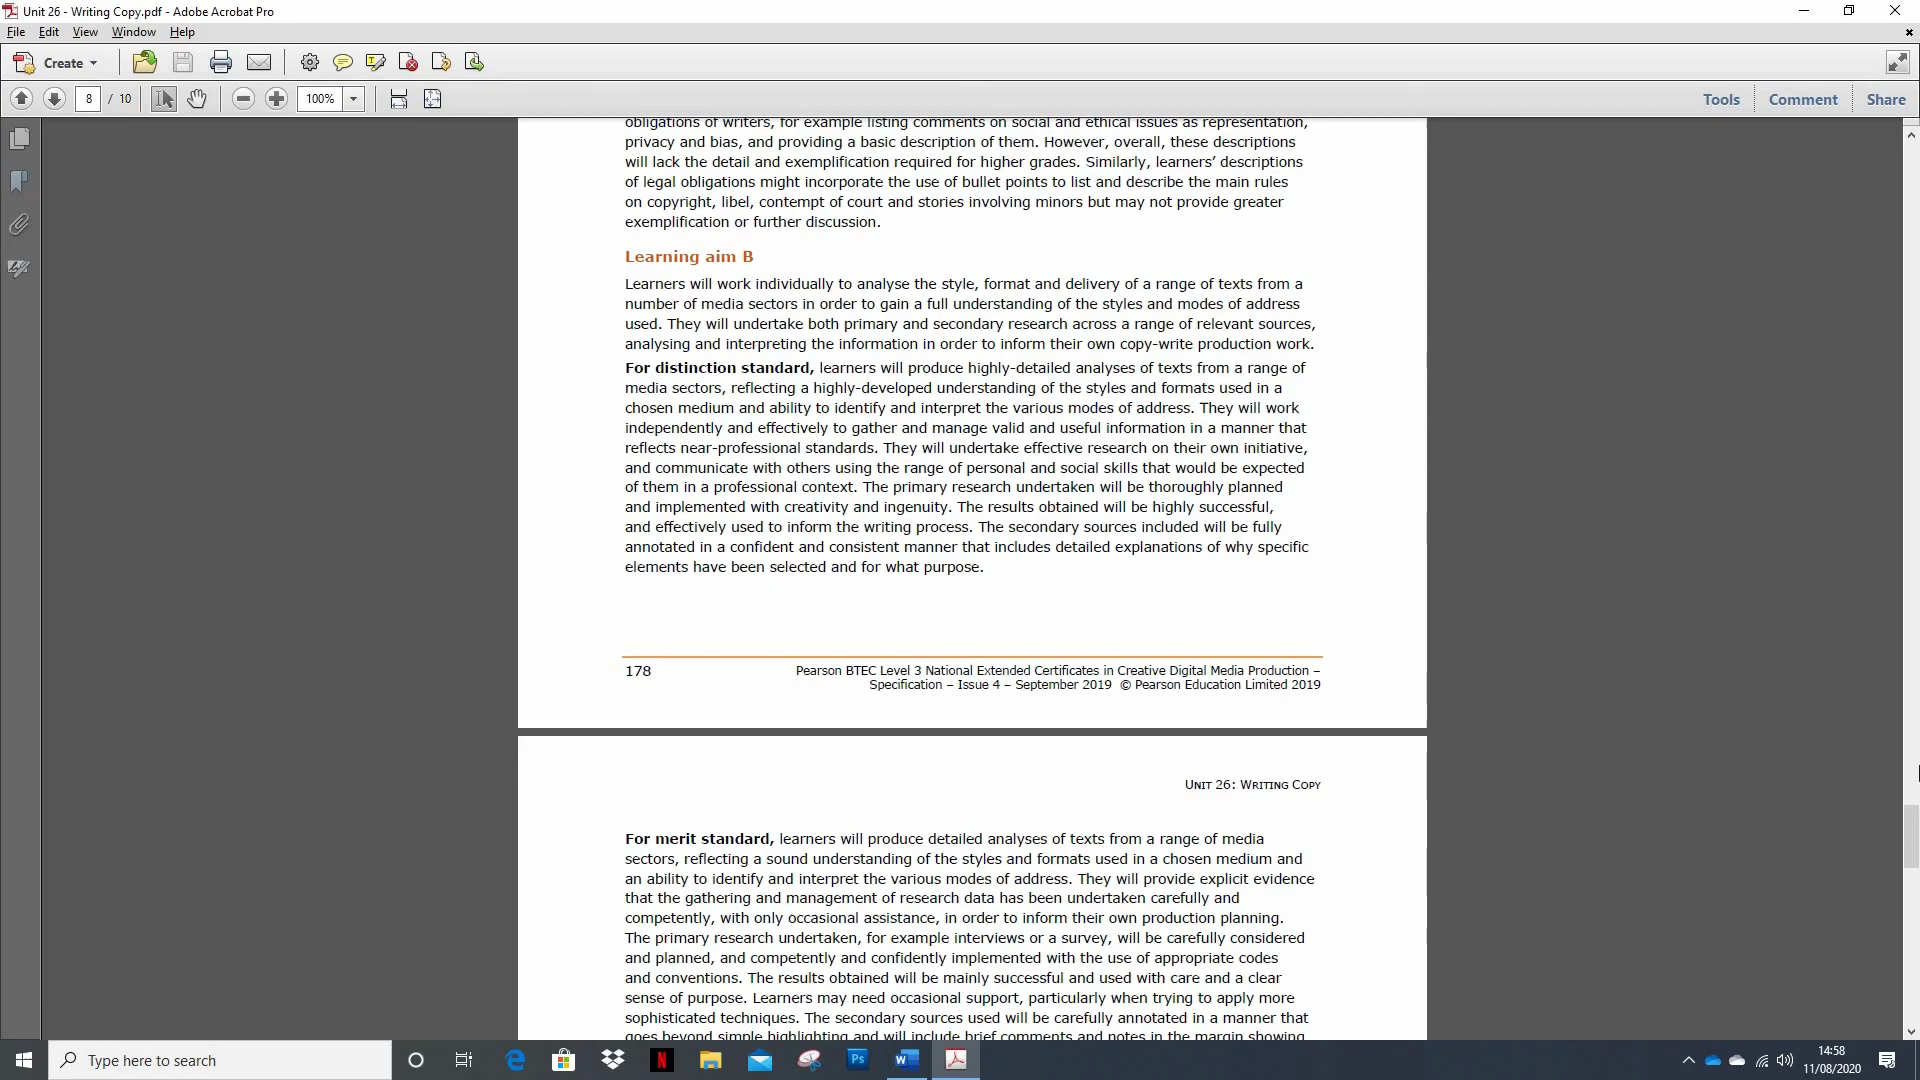 Unit 26 - Writing Copy.pdf - Adobe Acrobat Pro
File Edit View Window Help
Create
8 / 10 100% Tools Comment Share
obligations of writers, for example listing comments on social and ethical issues as representation,
privacy and bias, and providing a basic description of them. However, overall, these descriptions
will lack the detail and exemplification required for higher grades. Similarly, learners’ descriptions
of legal obligations might incorporate the use of bullet points to list and describe the main rules
on copyright, libel, contempt of court and stories involving minors but may not provide greater
exemplification or further discussion.
Learning aim B
Learners will work individually to analyse the style, format and delivery of a range of texts from a
number of media sectors in order to gain a full understanding of the styles and modes of address
used. They will undertake both primary and secondary research across a range of relevant sources,
analysing and interpreting the information in order to inform their own copy-write production work.
For distinction standard, learners will produce highly-detailed analyses of texts from a range of
media sectors, reflecting a highly-developed understanding of the styles and formats used in a
chosen medium and ability to identify and interpret the various modes of address. They will work
independently and effectively to gather and manage valid and useful information in a manner that
reflects near-professional standards. They will undertake effective research on their own initiative,
and communicate with others using the range of personal and social skills that would be expected
of them in a professional context. The primary research undertaken will be thoroughly planned
and implemented with creativity and ingenuity. The results obtained will be highly successful,
and effectively used to inform the writing process. The secondary sources included will be fully
annotated in a confident and consistent manner that includes detailed explanations of why specific
elements have been selected and for what purpose.
178 Pearson BTEC Level 3 National Extended Certificates in Creative Digital Media Production –
Specification – Issue 4 – September 2019 © Pearson Education Limited 2019
Unit 26: Writing Copy
For merit standard, learners will produce detailed analyses of texts from a range of media
sectors, reflecting a sound understanding of the styles and formats used in a chosen medium and
an ability to identify and interpret the various modes of address. They will provide explicit evidence
that the gathering and management of research data has been undertaken carefully and
competently, with only occasional assistance, in order to inform their own production planning.
The primary research undertaken, for example interviews or a survey, will be carefully considered
and planned, and competently and confidently implemented with the use of appropriate codes
and conventions. The results obtained will be mainly successful and used with care and a clear
sense of purpose. Learners may need occasional support, particularly when trying to apply more
sophisticated techniques. The secondary sources used will be carefully annotated in a manner that
goes beyond simple highlighting and will include brief comments and notes in the margin showing
Type here to search
N
Ps
14:58
11/08/2020